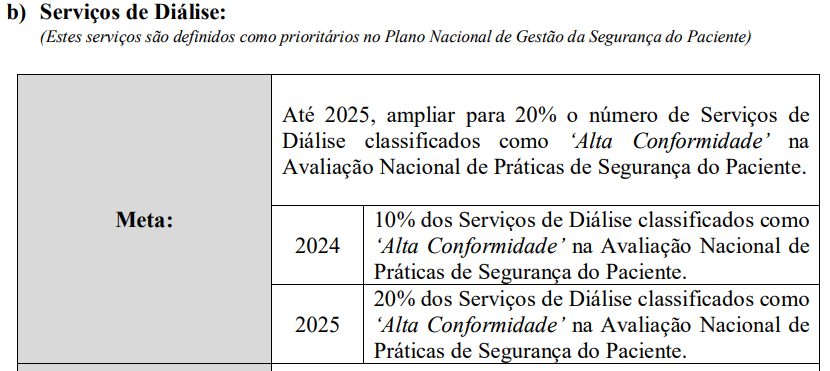 b) Serviços de Diálise:
(Estes serviços são definidos como prioritários no Plano Nacional de Gestão da Segurança do Paciente)
Meta:
Até 2025, ampliar para 20% o número de Serviços de
Diálise classificados como ‘Alta Conformidade’ na
Avaliação Nacional de Práticas de Segurança do Paciente.
2024
10% dos Serviços de Diálise classificados como
‘Alta Conformidade’ na Avaliação Nacional de
Práticas de Segurança do Paciente.
2025
20% dos Serviços de Diálise classificados como
‘Alta Conformidade’ na Avaliação Nacional de
Práticas de Segurança do Paciente.